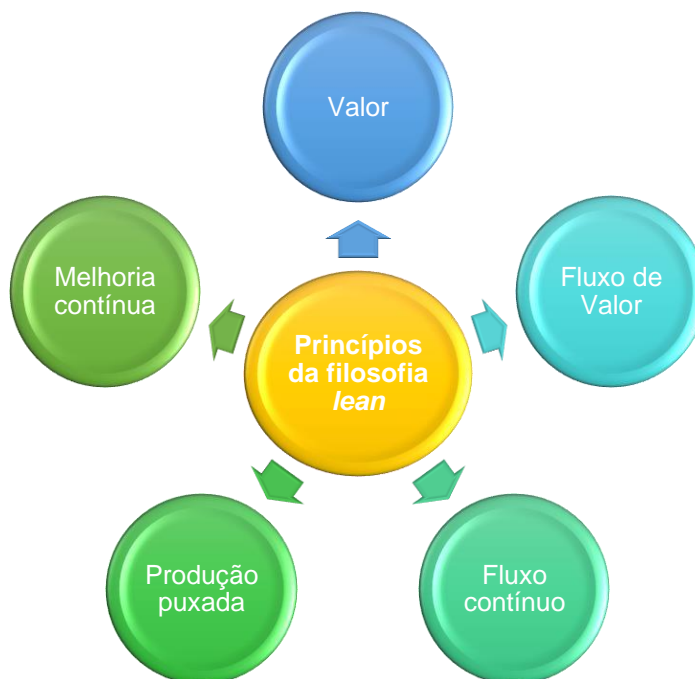 Valor
Melhoria
contínua
Fluxo de
Valor
Princípios
da filosofia
lean
Produção
puxada
Fluxo
contínuo